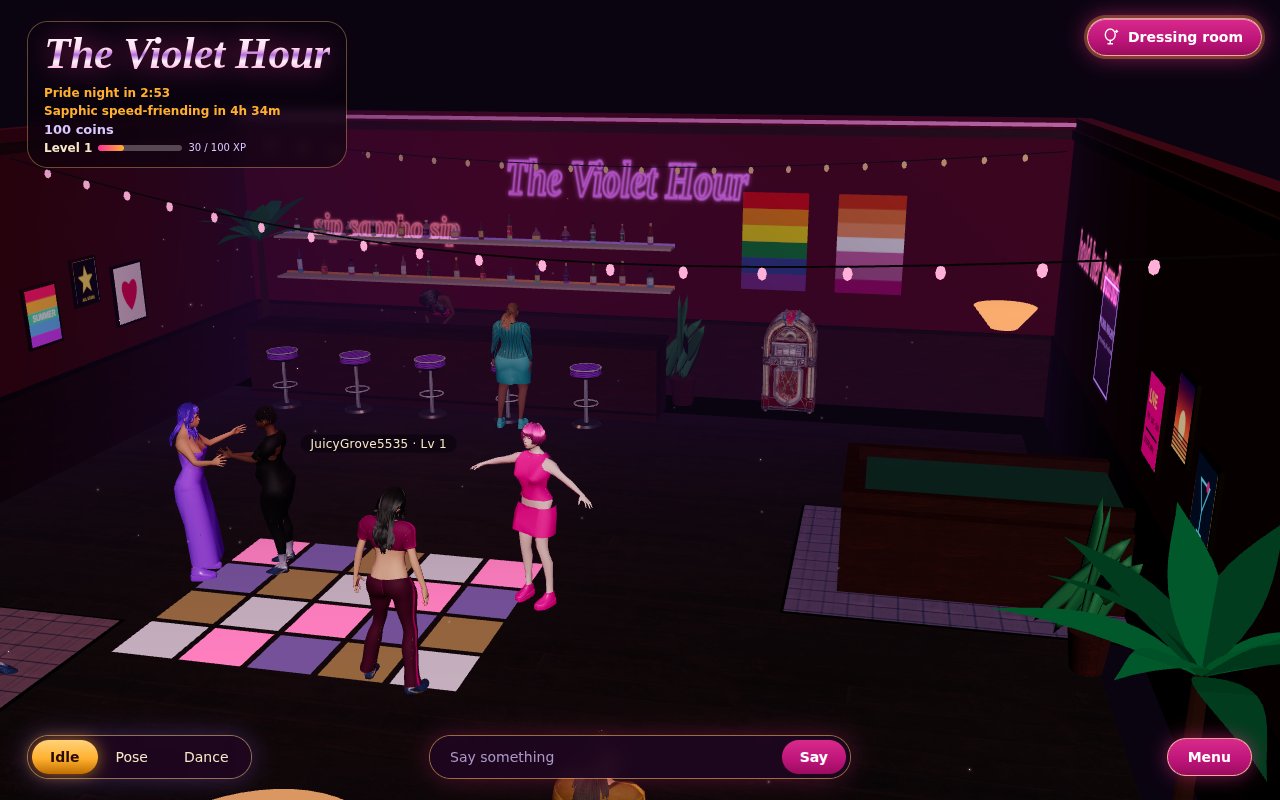 The Violet Hour
Pride night in 2:53
Sapphic speed-friending in 4h 34m
100 coins
Level 1 30 / 100 XP
Dressing room
The Violet Hour
sip sappho sip
SUMMER
LIVE
JuicyGrove5535 · Lv 1
Idle
Pose
Dance
Say something
Say
Menu